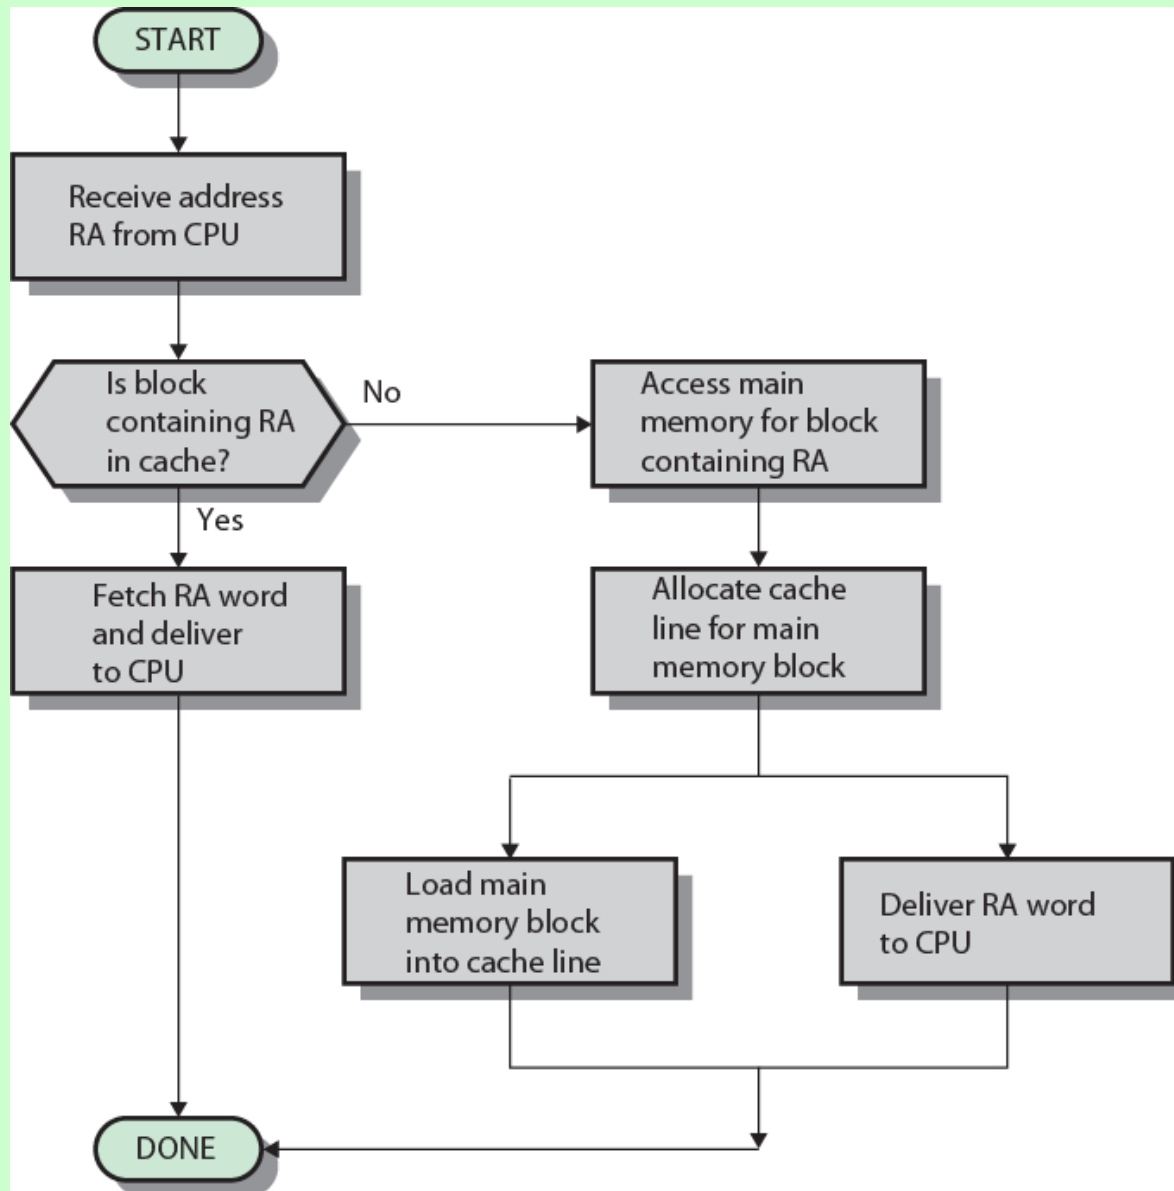 START
Receive address
RA from CPU
Is block
containing RA
in cache?
No
Access main
memory for block
containing RA
Yes
Fetch RA word
and deliver
to CPU
Allocate cache
line for main
memory block
Load main
memory block
into cache line
Deliver RA word
to CPU
DONE